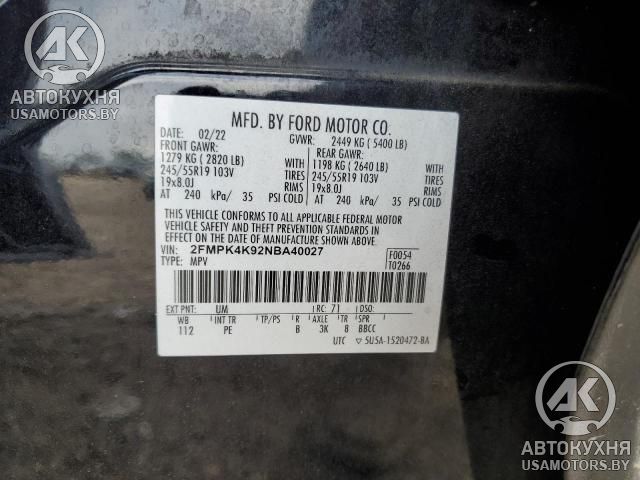 AK
АВТОКУХНЯ
USAMOTORS.BY
MFD. BY FORD MOTOR CO.
DATE: 02/22 GVWR: 2449 KG ( 5400 LB)
FRONT GAWR: REAR GAWR:
1279 KG ( 2820 LB) WITH 1198 KG ( 2640 LB) WITH
245/55R19 103V TIRES 245/55R19 103V TIRES
19x8.0J RIMS 19x8.0J RIMS
AT 240 kPa/ 35 PSI COLD AT 240 kPa/ 35 PSI COLD
THIS VEHICLE CONFORMS TO ALL APPLICABLE FEDERAL MOTOR
VEHICLE SAFETY AND THEFT PREVENTION STANDARDS IN
EFFECT ON THE DATE OF MANUFACTURE SHOWN ABOVE.
VIN: 2FMPK4K92NBA40027 F0054
TYPE: MPV T0266
EXT PNT: UM RC: 71 DSO:
WB INT TR TP/PS R AXLE TR SPR
112 PE B 3K 8 BBCC
UTC ▽ 5U5A-1520472-BA
AK
АВТОКУХНЯ
USAMOTORS.BY